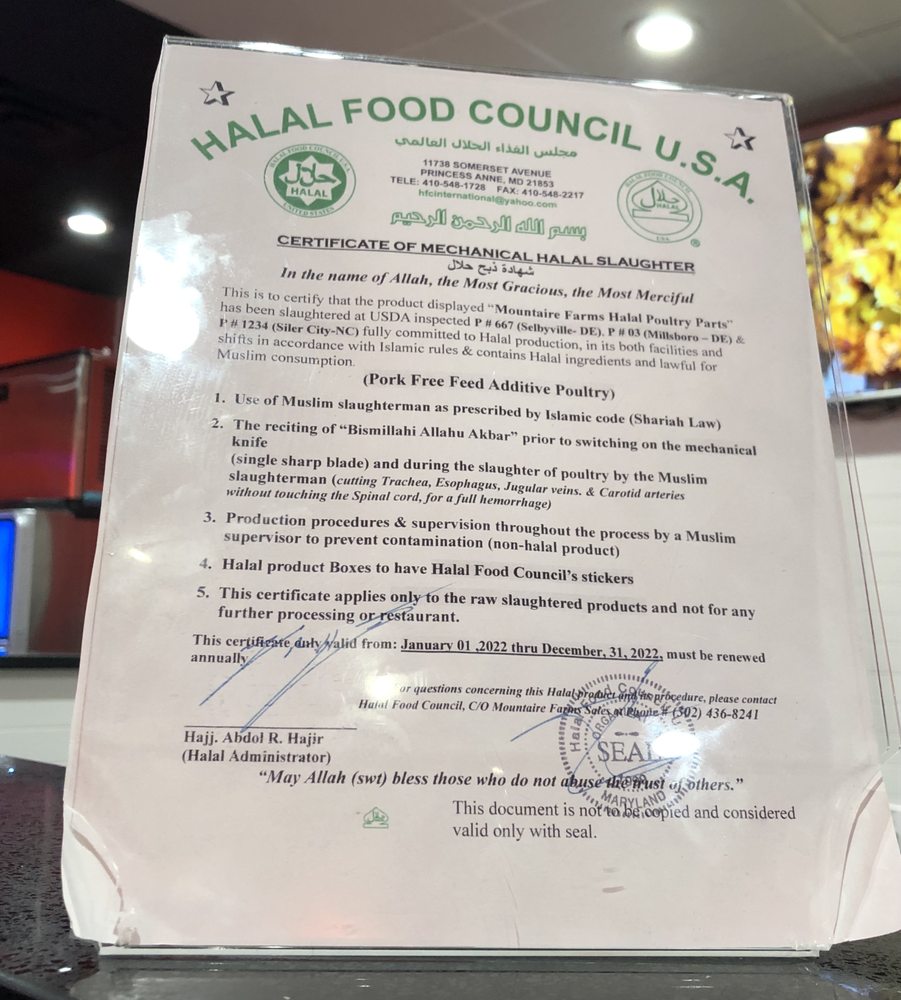 HALAL FOOD COUNCIL U.S.A.
مجلس الغذاء الحلال العالمي
11738 SOMERSET AVENUE
PRINCESS ANNE, MD 21853
TELE: 410-548-1728 FAX: 410-548-2217
hfcinternational@yahoo.com
HALAL FOOD COUNCIL U.S.A.
حلال
HALAL
UNITED STATES
HALAL FOOD COUNCIL
حلال
HALAL
USA
®
بسم الله الرحمن الرحيم
CERTIFICATE OF MECHANICAL HALAL SLAUGHTER
شهادة ذبح حلال
In the name of Allah, the Most Gracious, the Most Merciful
This is to certify that the product displayed "Mountaire Farms Halal Poultry Parts"
has been slaughtered at USDA inspected P # 667 (Selbyville- DE), P # 03 (Millsboro – DE) &
P # 1234 (Siler City-NC) fully committed to Halal production, in its both facilities and
shifts in accordance with Islamic rules & contains Halal ingredients and lawful for
Muslim consumption.
(Pork Free Feed Additive Poultry)
1. Use of Muslim slaughterman as prescribed by Islamic code (Shariah Law)
2. The reciting of "Bismillahi Allahu Akbar" prior to switching on the mechanical
knife
(single sharp blade) and during the slaughter of poultry by the Muslim
slaughterman (cutting Trachea, Esophagus, Jugular veins. & Carotid arteries
without touching the Spinal cord, for a full hemorrhage)
3. Production procedures & supervision throughout the process by a Muslim
supervisor to prevent contamination (non-halal product)
4. Halal product Boxes to have Halal Food Council's stickers
5. This certificate applies only to the raw slaughtered products and not for any
further processing or restaurant.
This certificate only valid from: January 01 ,2022 thru December, 31, 2022, must be renewed
annually
or questions concerning this Halal product and its procedure, please contact
Halal Food Council, C/O Mountaire Farms Sales at Phone # (302) 436-8241
Hajj. Abdol R. Hajir
(Halal Administrator)
SEAL
MARYLAND
"May Allah (swt) bless those who do not abuse the trust of others."
This document is not to be copied and considered
valid only with seal.